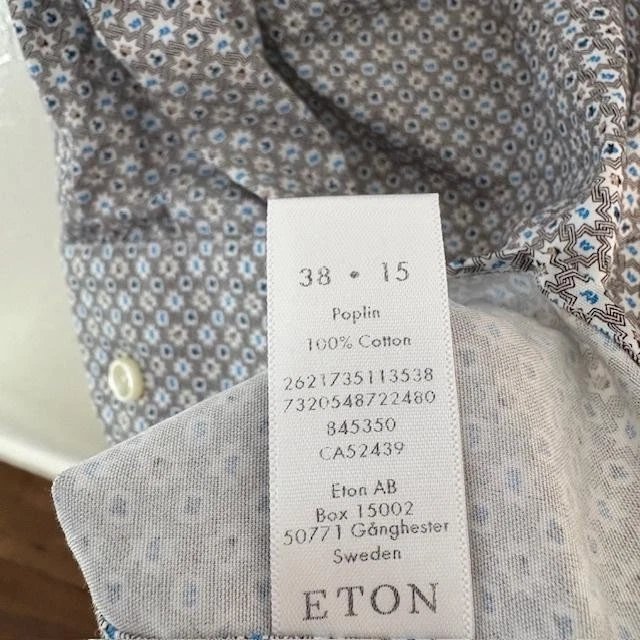 38 • 15
Poplin
100% Cotton
2621735113538
7320548722480
845350
CA52439
Eton AB
Box 15002
50771 Gånghester
Sweden
ETON